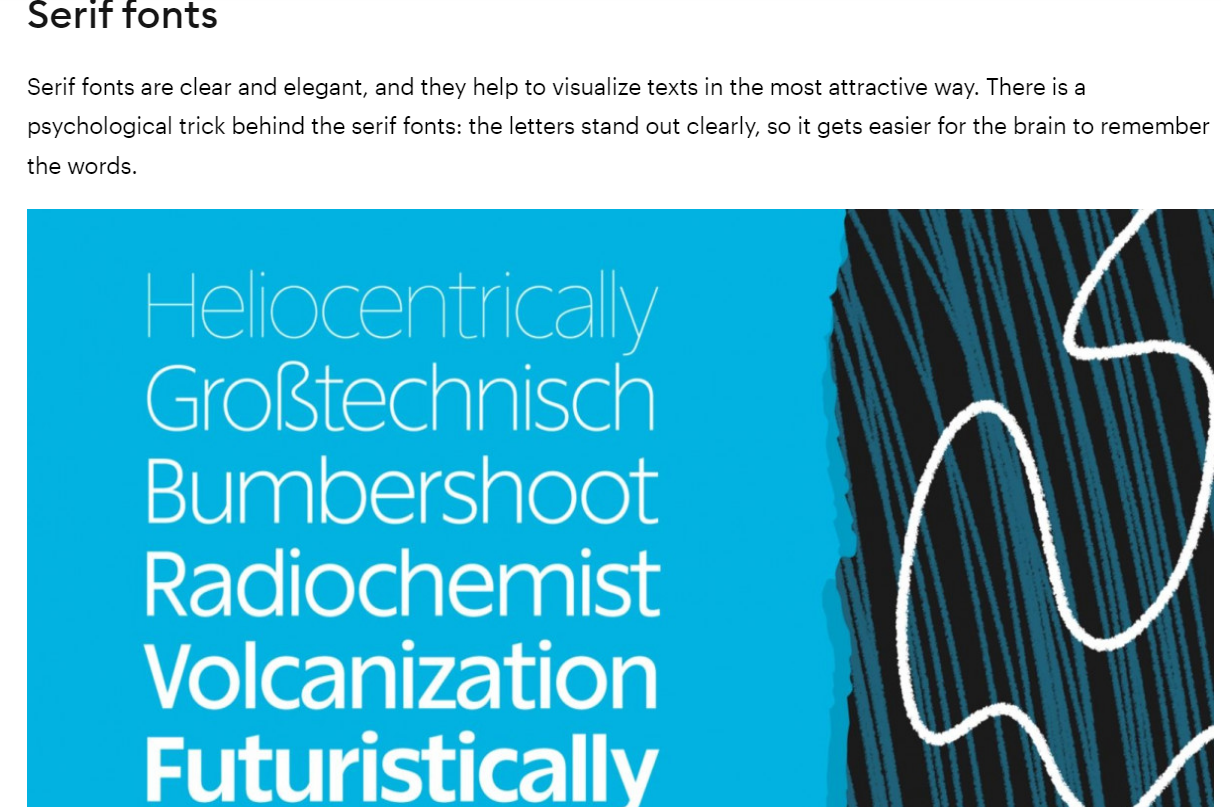 Serif fonts
Serif fonts are clear and elegant, and they help to visualize texts in the most attractive way. There is a
psychological trick behind the serif fonts: the letters stand out clearly, so it gets easier for the brain to remember
the words.
Heliocentrically
Großtechnisch
Bumbershoot
Radiochemist
Volcanization
Futuristically